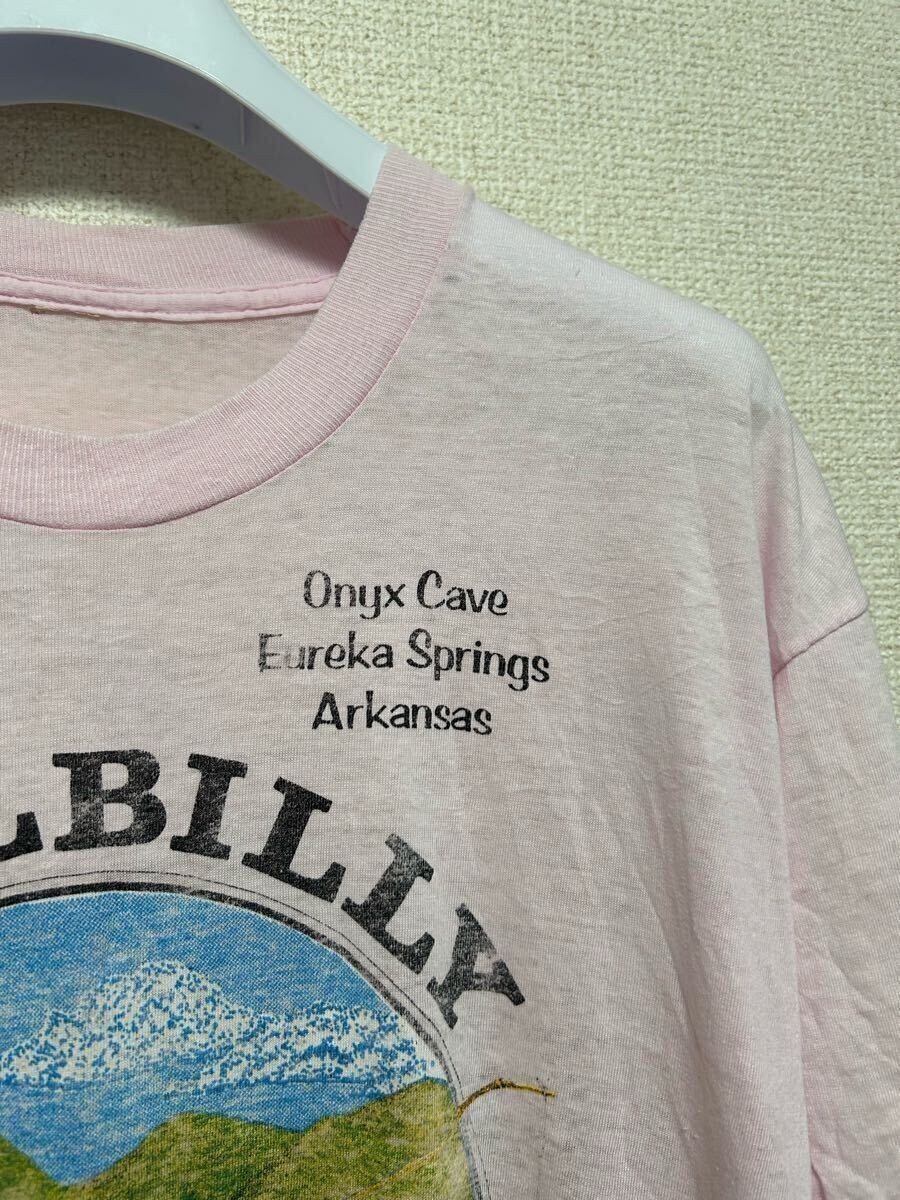 Onyx Cave
Eureka Springs
Arkansas
LBILLY